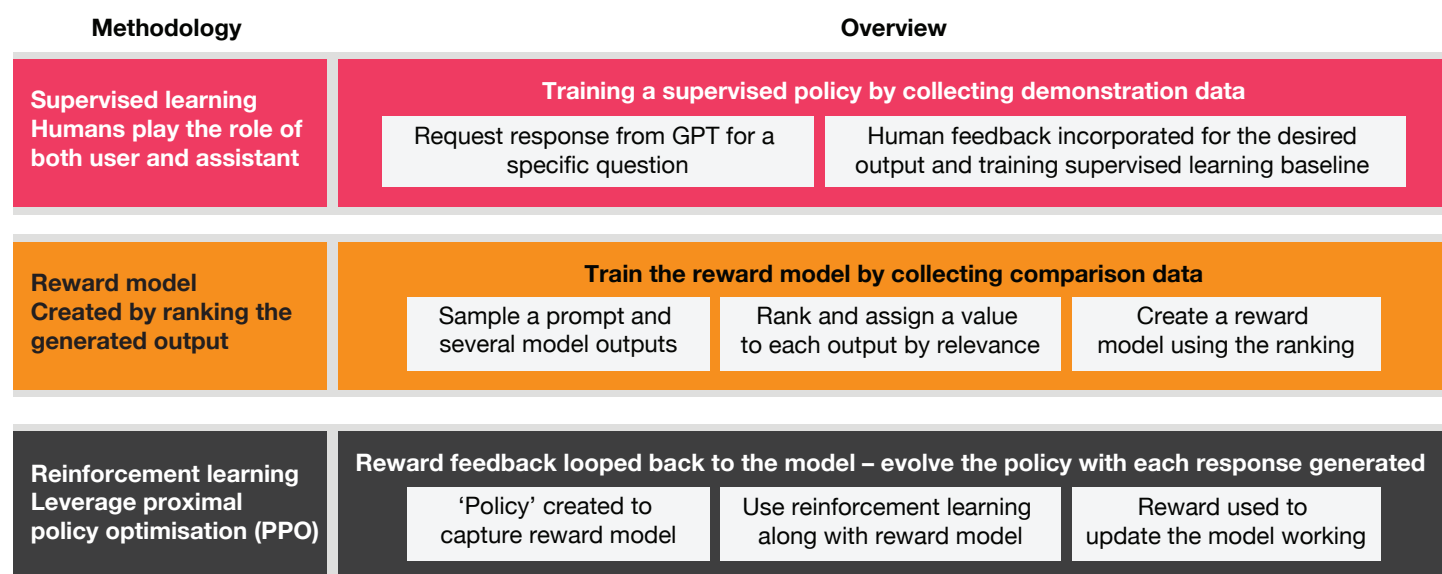 Methodology
Overview
Supervised learning
Humans play the role of
both user and assistant
Training a supervised policy by collecting demonstration data
Request response from GPT for a
specific question
Human feedback incorporated for the desired
output and training supervised learning baseline
Reward model
Created by ranking the
generated output
Train the reward model by collecting comparison data
Sample a prompt and
several model outputs
Rank and assign a value
to each output by relevance
Create a reward
model using the ranking
Reinforcement learning
Leverage proximal
policy optimisation (PPO)
Reward feedback looped back to the model – evolve the policy with each response generated
‘Policy’ created to
capture reward model
Use reinforcement learning
along with reward model
Reward used to
update the model working